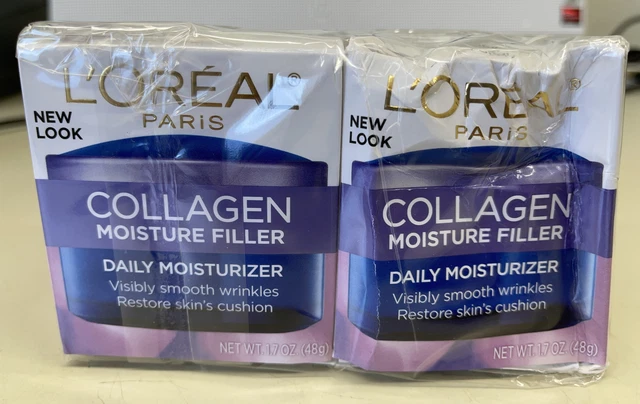 L'ORÉAL®
PARiS
NEW
LOOK
COLLAGEN
MOISTURE FILLER
DAILY MOISTURIZER
Visibly smooth wrinkles
Restore skin's cushion
NET WT. 1.7 OZ. (48g)
L'ORÉAL®
PARiS
NEW
LOOK
COLLAGEN
MOISTURE FILLER
DAILY MOISTURIZER
Visibly smooth wrinkles
Restore skin's cushion
NET WT. 1.7 OZ. (48g)